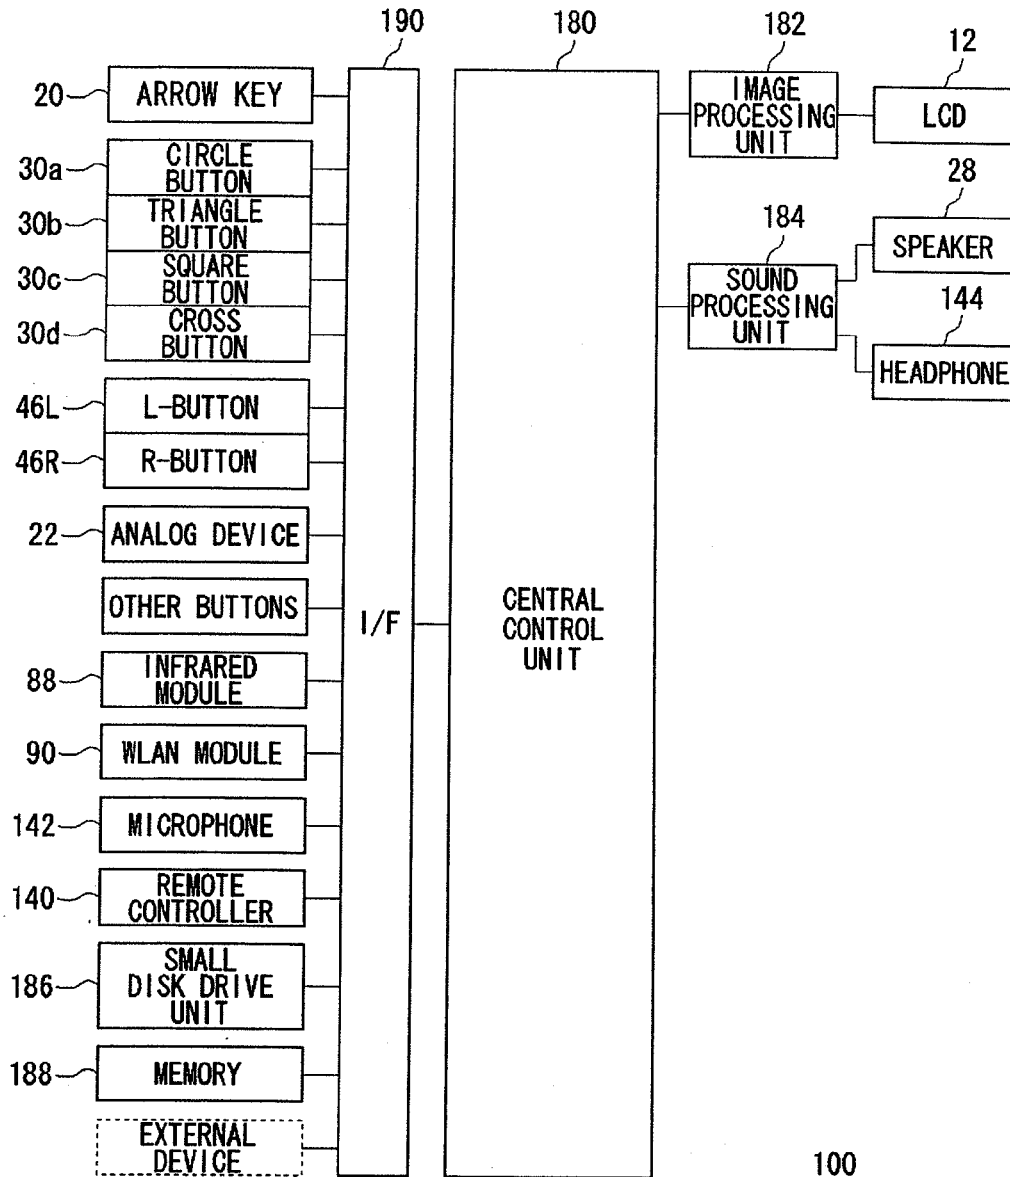 190
180
182
12
20
ARROW KEY
IMAGE
PROCESSING
UNIT
LCD
30a
CIRCLE
BUTTON
30b
TRIANGLE
BUTTON
28
SPEAKER
184
30c
SQUARE
BUTTON
SOUND
PROCESSING
UNIT
30d
CROSS
BUTTON
144
HEADPHONE
46L
L-BUTTON
46R
R-BUTTON
22
ANALOG DEVICE
OTHER BUTTONS
I/F
CENTRAL
CONTROL
UNIT
88
INFRARED
MODULE
90
WLAN MODULE
142
MICROPHONE
140
REMOTE
CONTROLLER
186
SMALL
DISK DRIVE
UNIT
188
MEMORY
EXTERNAL
DEVICE
100